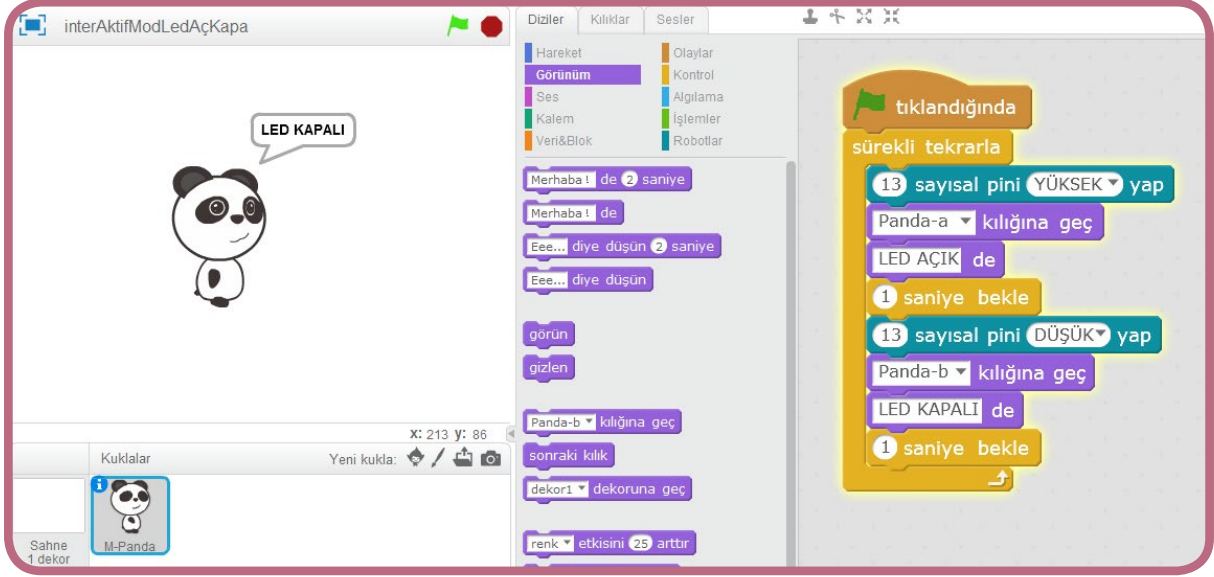 interAktifModLedAçKapa
LED KAPALI
x: 213 y: 86
Kuklalar
Yeni kukla:
Sahne
1 dekor
M-Panda
Diziler
Kılıklar
Sesler
Hareket
Olaylar
Görünüm
Kontrol
Ses
Algılama
Kalem
İşlemler
Veri&Blok
Robotlar
Merhaba! de 2 saniye
Merhaba! de
Eee... diye düşün 2 saniye
Eee... diye düşün
görün
gizlen
Panda-b kılığına geç
sonraki kılık
dekor1 dekoruna geç
renk etkisini 25 arttır
tıklandığında
sürekli tekrarla
13 sayısal pini YÜKSEK yap
Panda-a kılığına geç
LED AÇIK de
1 saniye bekle
13 sayısal pini DÜŞÜK yap
Panda-b kılığına geç
LED KAPALI de
1 saniye bekle